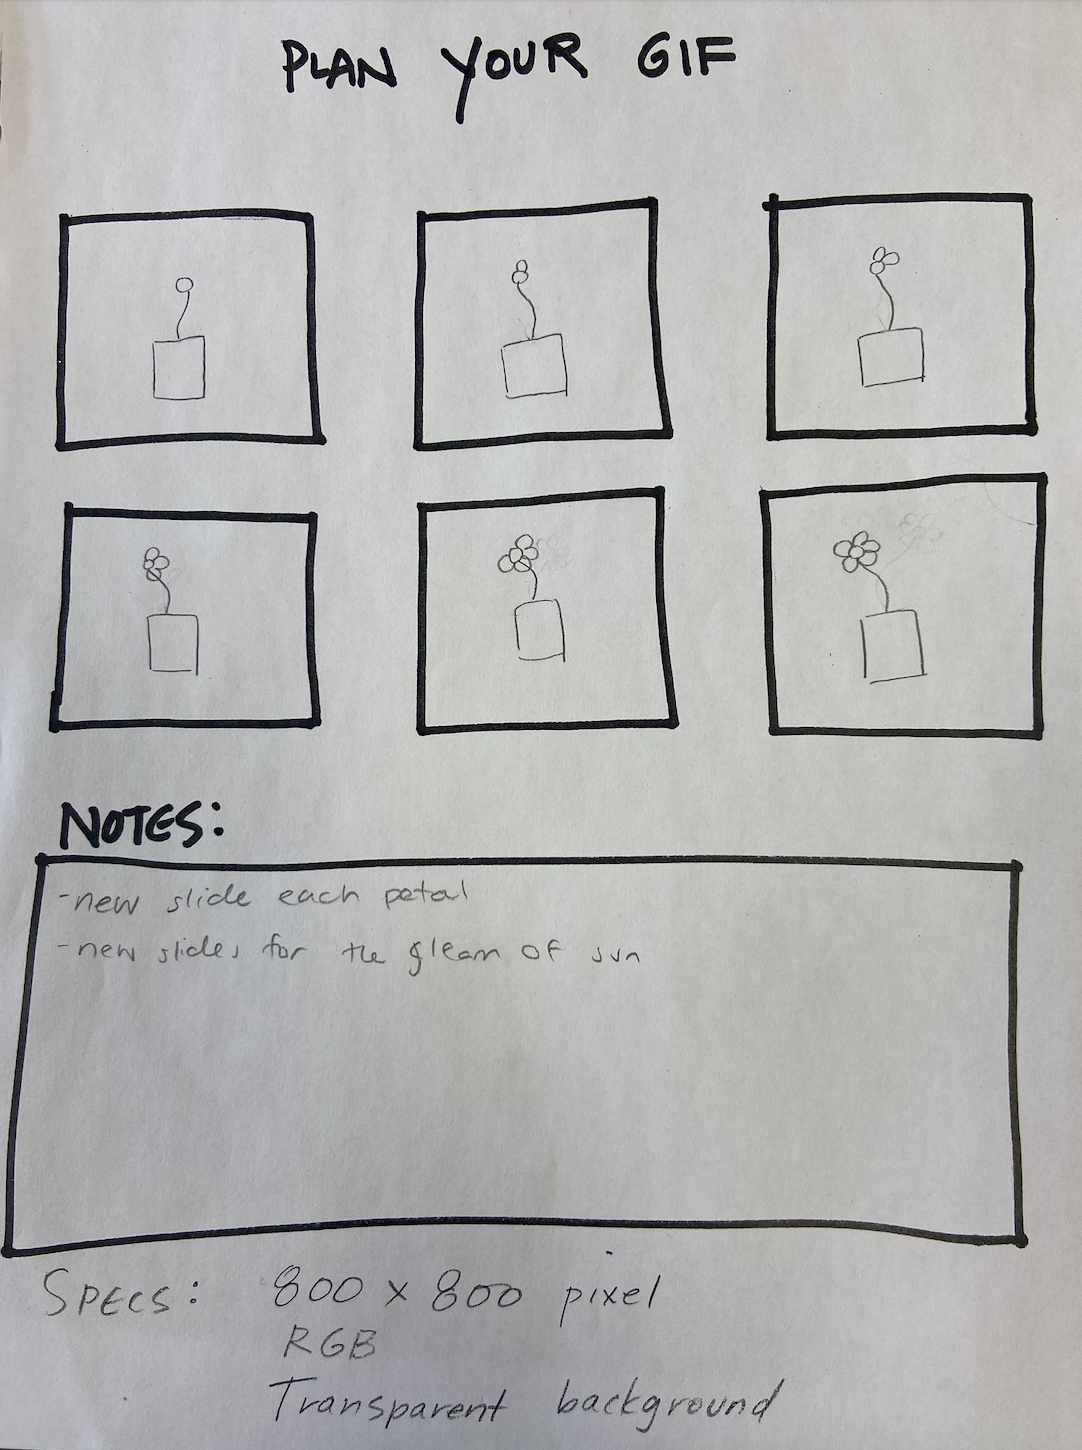 PLAN YOUR GIF
NOTES:
-new slide each petal
-new slides for the gleam of sun
SPECS: 800 x 800 pixel
RGB
Transparent background